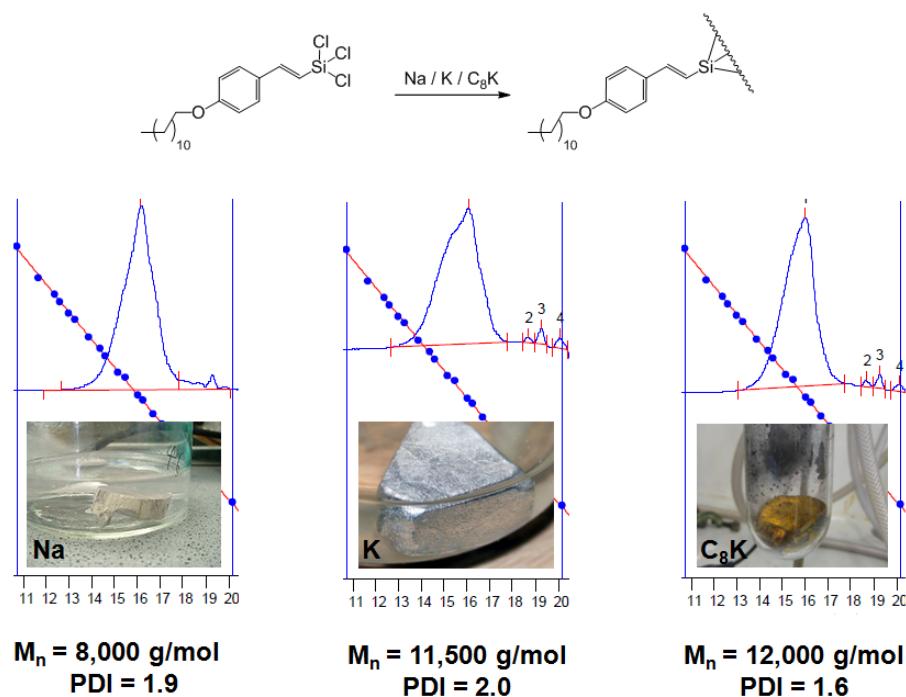 Cl
Cl
Si
Cl
O
10
Na / K / C8K
Si
O
10
2
3
4
2
3
4
Na
K
C8K
11 12 13 14 15 16 17 18 19 20
11 12 13 14 15 16 17 18 19 20
11 12 13 14 15 16 17 18 19 20
Mn = 8,000 g/mol
PDI = 1.9
Mn = 11,500 g/mol
PDI = 2.0
Mn = 12,000 g/mol
PDI = 1.6